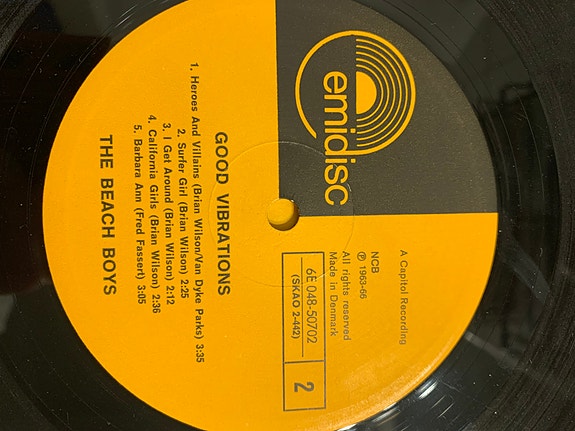 emidisc
A Capitol Recording
NCB
℗ 1963-66
All rights reserved
Made in Denmark
6E 048-50702
(SKAO 2-442)
2
GOOD VIBRATIONS
1. Heroes And Villains (Brian Wilson/Van Dyke Parks) 3:35
2. Surfer Girl (Brian Wilson) 2:25
3. I Get Around (Brian Wilson) 2:12
4. California Girls (Brian Wilson) 2:36
5. Barbara Ann (Fred Fassert) 3:05
THE BEACH BOYS